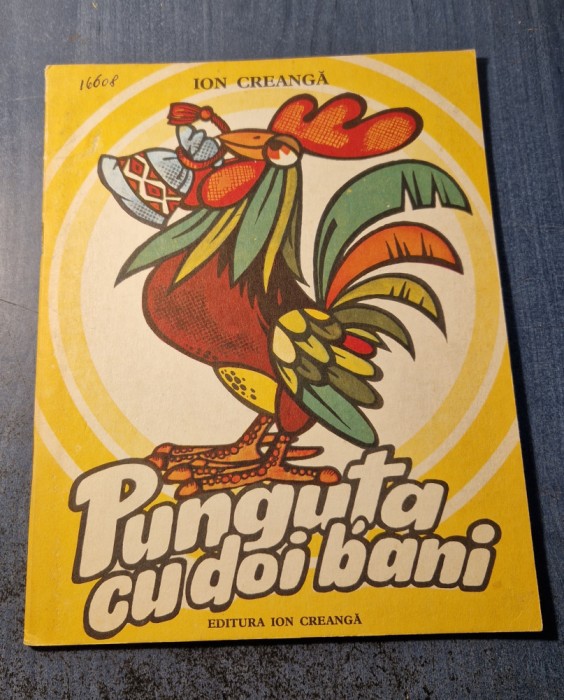 16608
ION CREANGĂ
Punguța
cu doi bani
EDITURA ION CREANGĂ